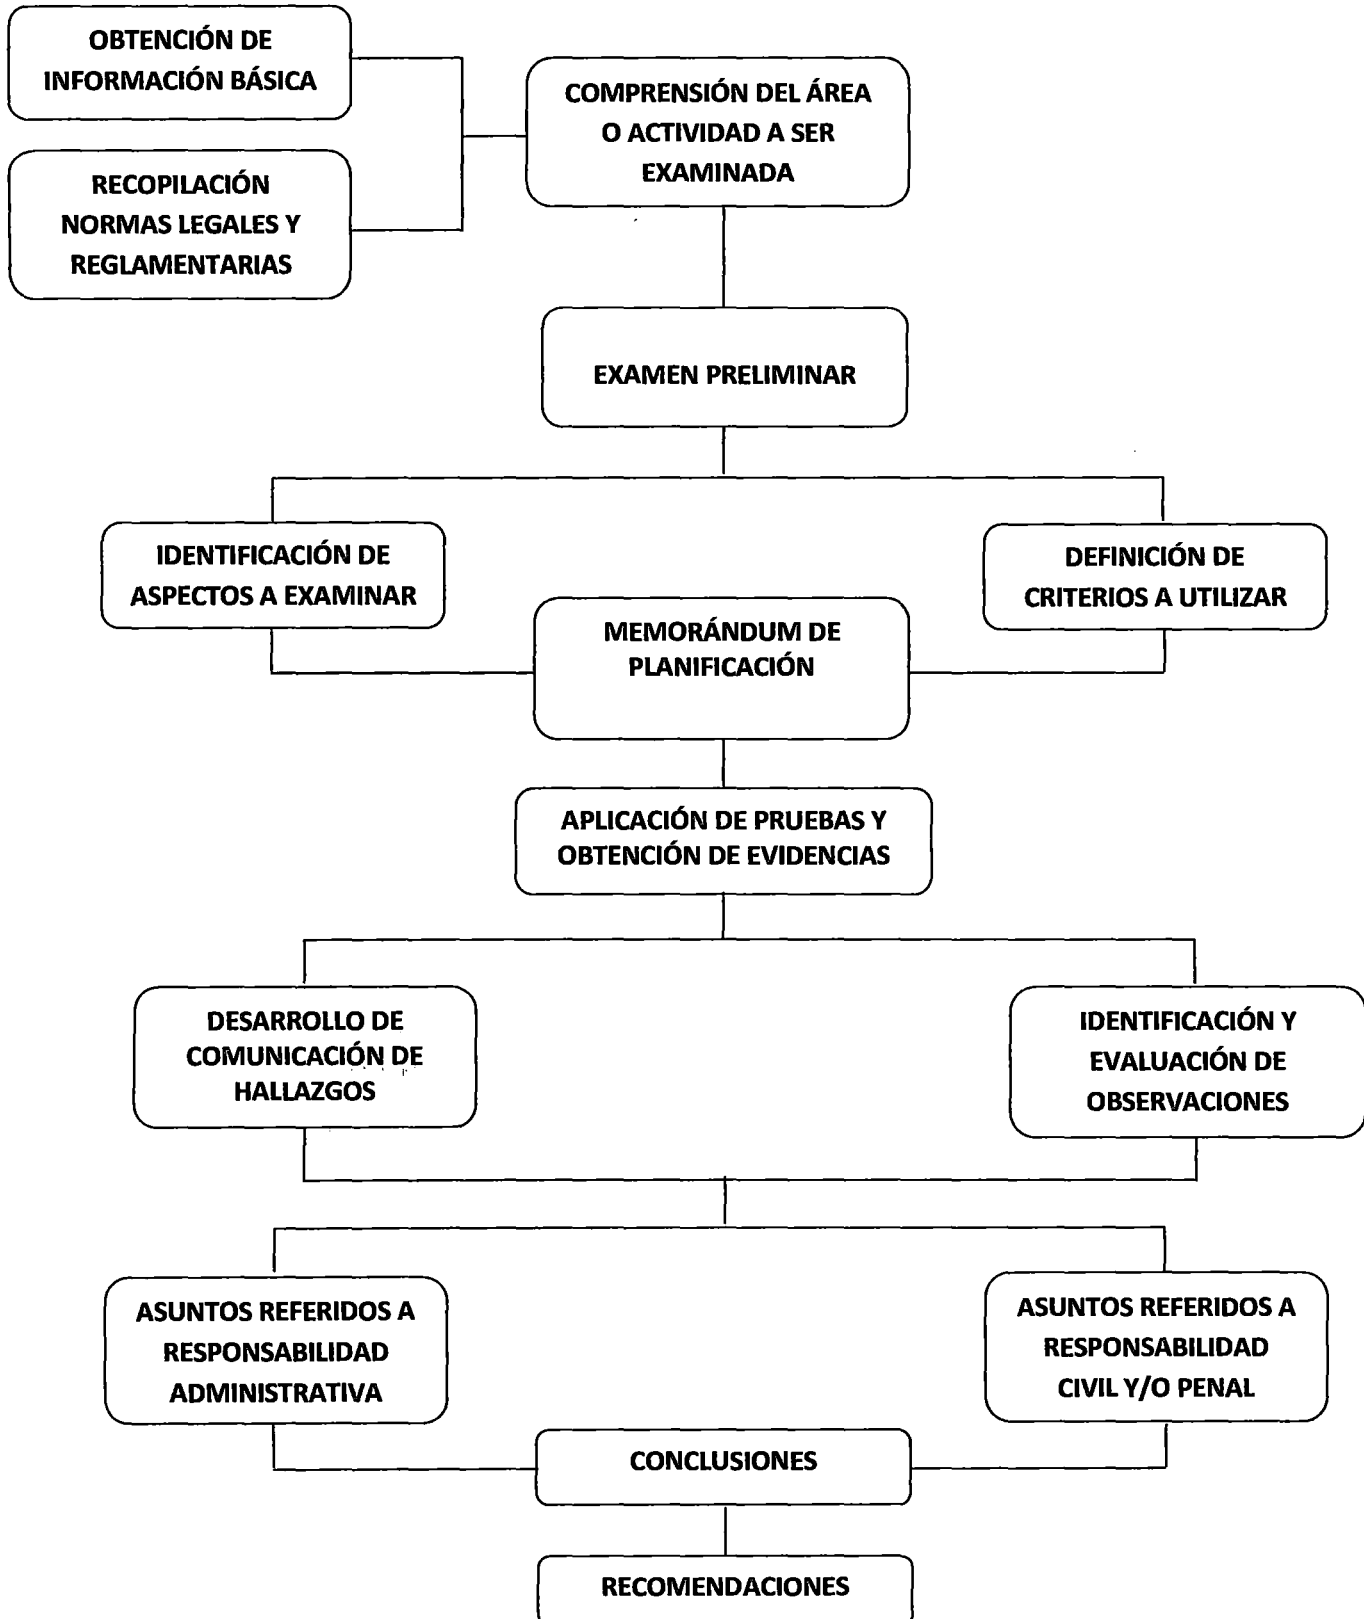 OBTENCIÓN DE
INFORMACIÓN BÁSICA
RECOPILACIÓN
NORMAS LEGALES Y
REGLAMENTARIAS
COMPRENSIÓN DEL ÁREA
O ACTIVIDAD A SER
EXAMINADA
EXAMEN PRELIMINAR
IDENTIFICACIÓN DE
ASPECTOS A EXAMINAR
DEFINICIÓN DE
CRITERIOS A UTILIZAR
MEMORÁNDUM DE
PLANIFICACIÓN
APLICACIÓN DE PRUEBAS Y
OBTENCIÓN DE EVIDENCIAS
DESARROLLO DE
COMUNICACIÓN DE
HALLAZGOS
IDENTIFICACIÓN Y
EVALUACIÓN DE
OBSERVACIONES
ASUNTOS REFERIDOS A
RESPONSABILIDAD
ADMINISTRATIVA
ASUNTOS REFERIDOS A
RESPONSABILIDAD
CIVIL Y/O PENAL
CONCLUSIONES
RECOMENDACIONES